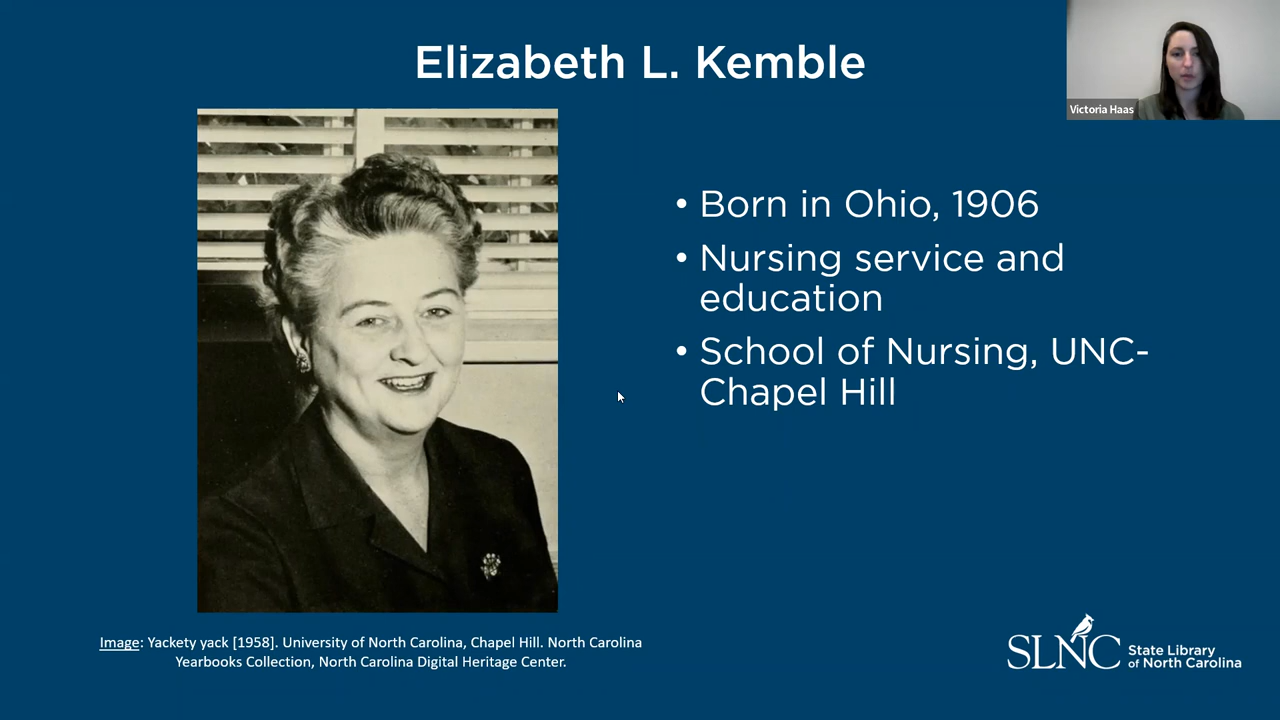 Elizabeth L. Kemble
Victoria Haas
• Born in Ohio, 1906
• Nursing service and
education
• School of Nursing, UNC-
Chapel Hill
Image: Yackety yack [1958]. University of North Carolina, Chapel Hill. North Carolina
Yearbooks Collection, North Carolina Digital Heritage Center.
SLNC
State Library
of North Carolina